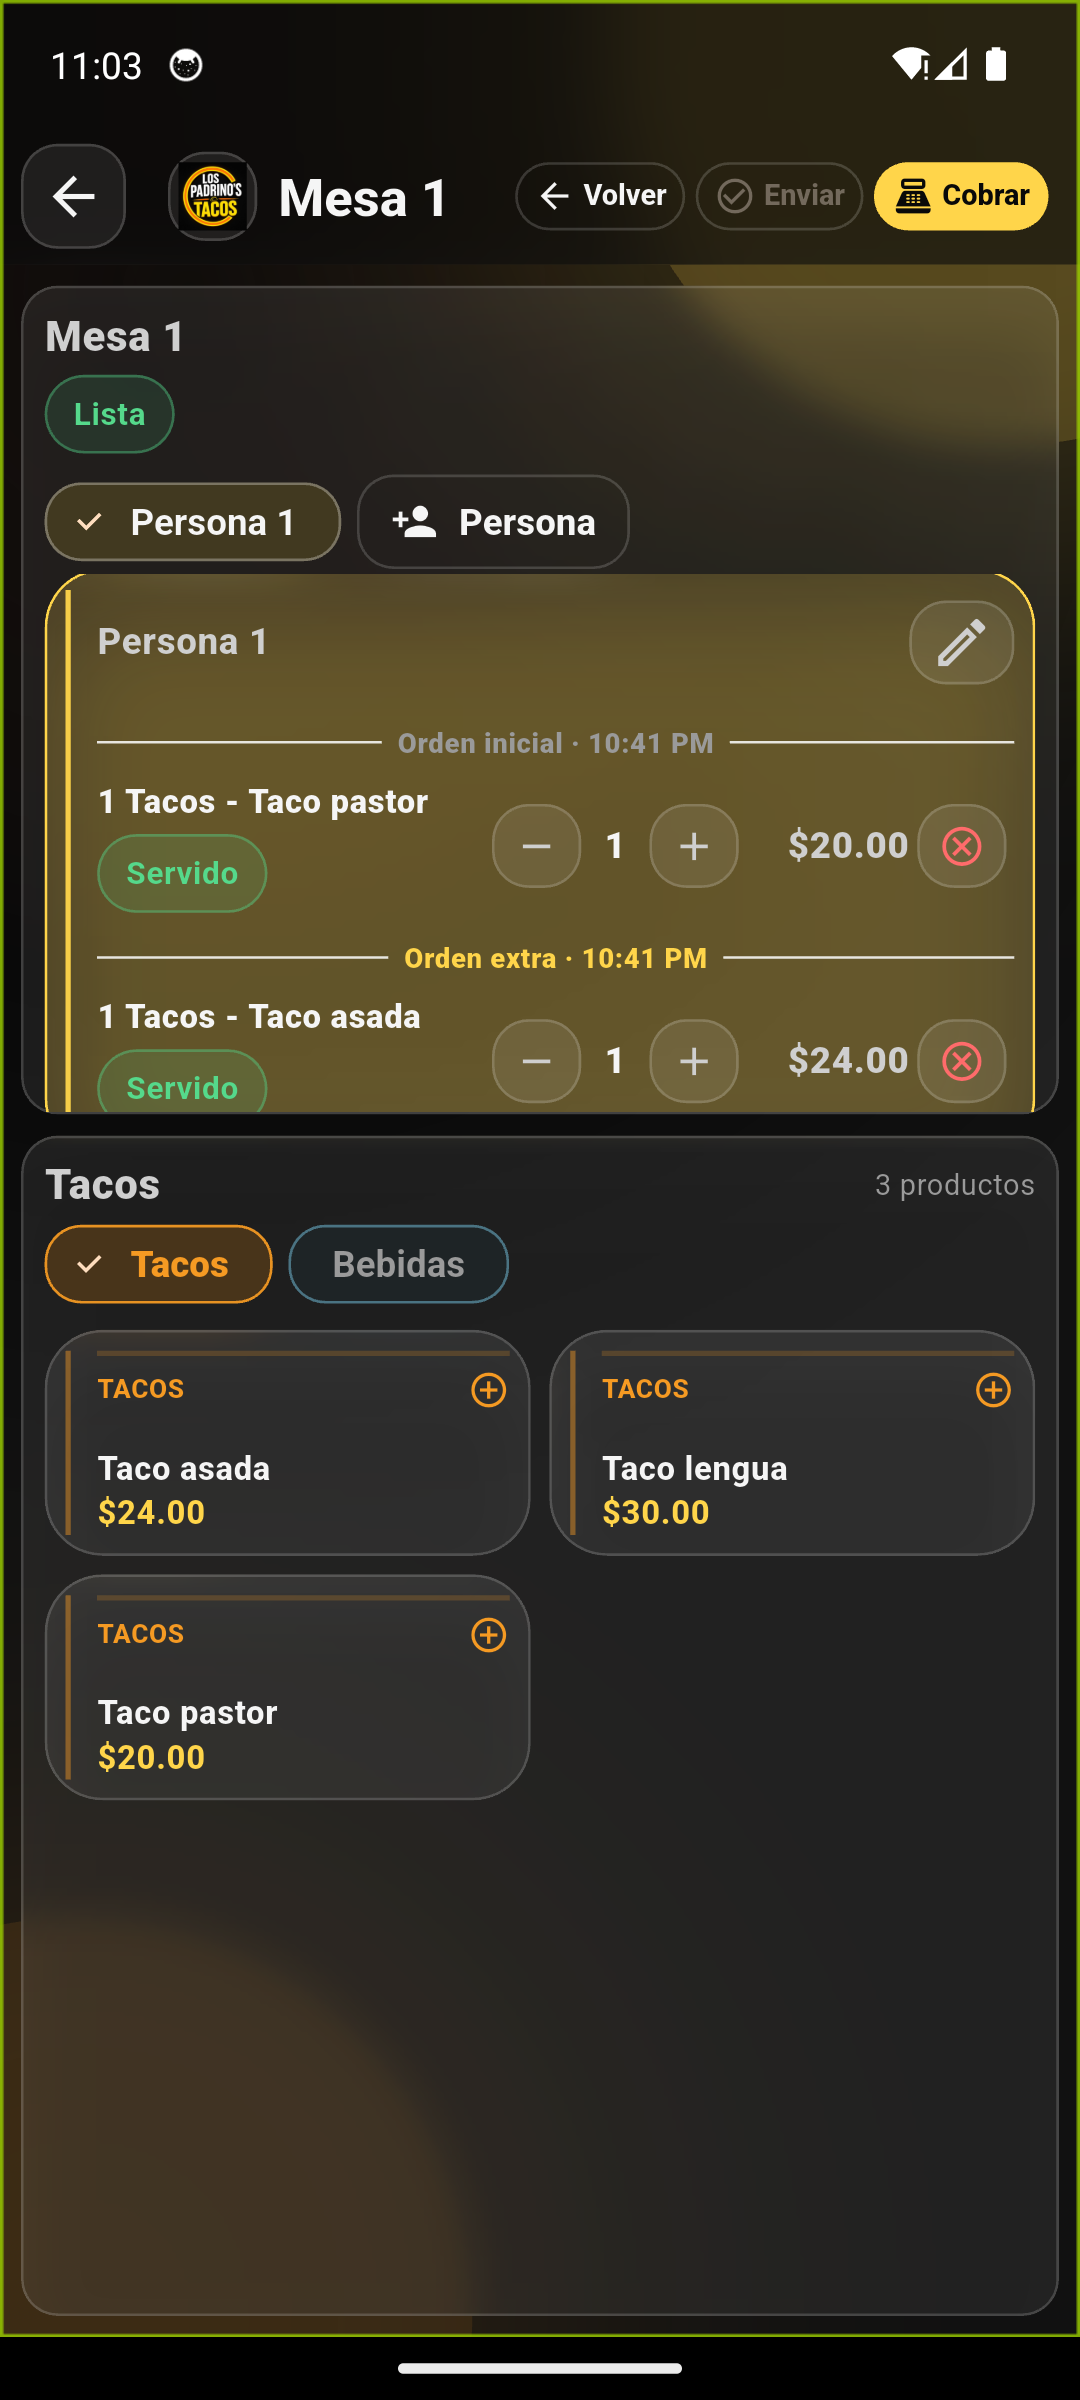 11:03
LOS
PADRINO'S
TACOS
Mesa 1
Volver
Enviar
Cobrar
Mesa 1
Lista
Persona 1
Persona
Persona 1
Orden inicial · 10:41 PM
1 Tacos - Taco pastor
1
$20.00
Servido
Orden extra · 10:41 PM
1 Tacos - Taco asada
1
$24.00
Servido
Tacos
3 productos
Tacos
Bebidas
TACOS
Taco asada
$24.00
TACOS
Taco lengua
$30.00
TACOS
Taco pastor
$20.00